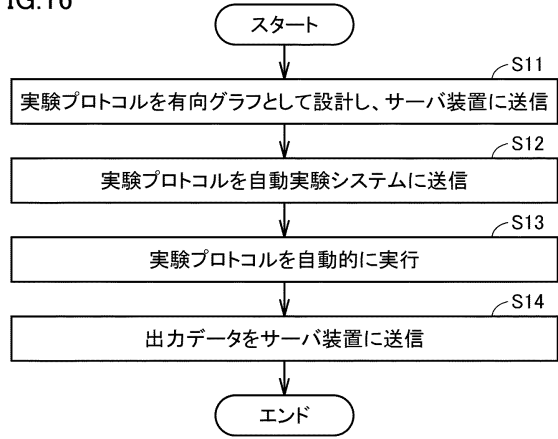 FIG.16
スタート
S11
実験プロトコルを有向グラフとして設計し、サーバ装置に送信
S12
実験プロトコルを自動実験システムに送信
S13
実験プロトコルを自動的に実行
S14
出力データをサーバ装置に送信
エンド